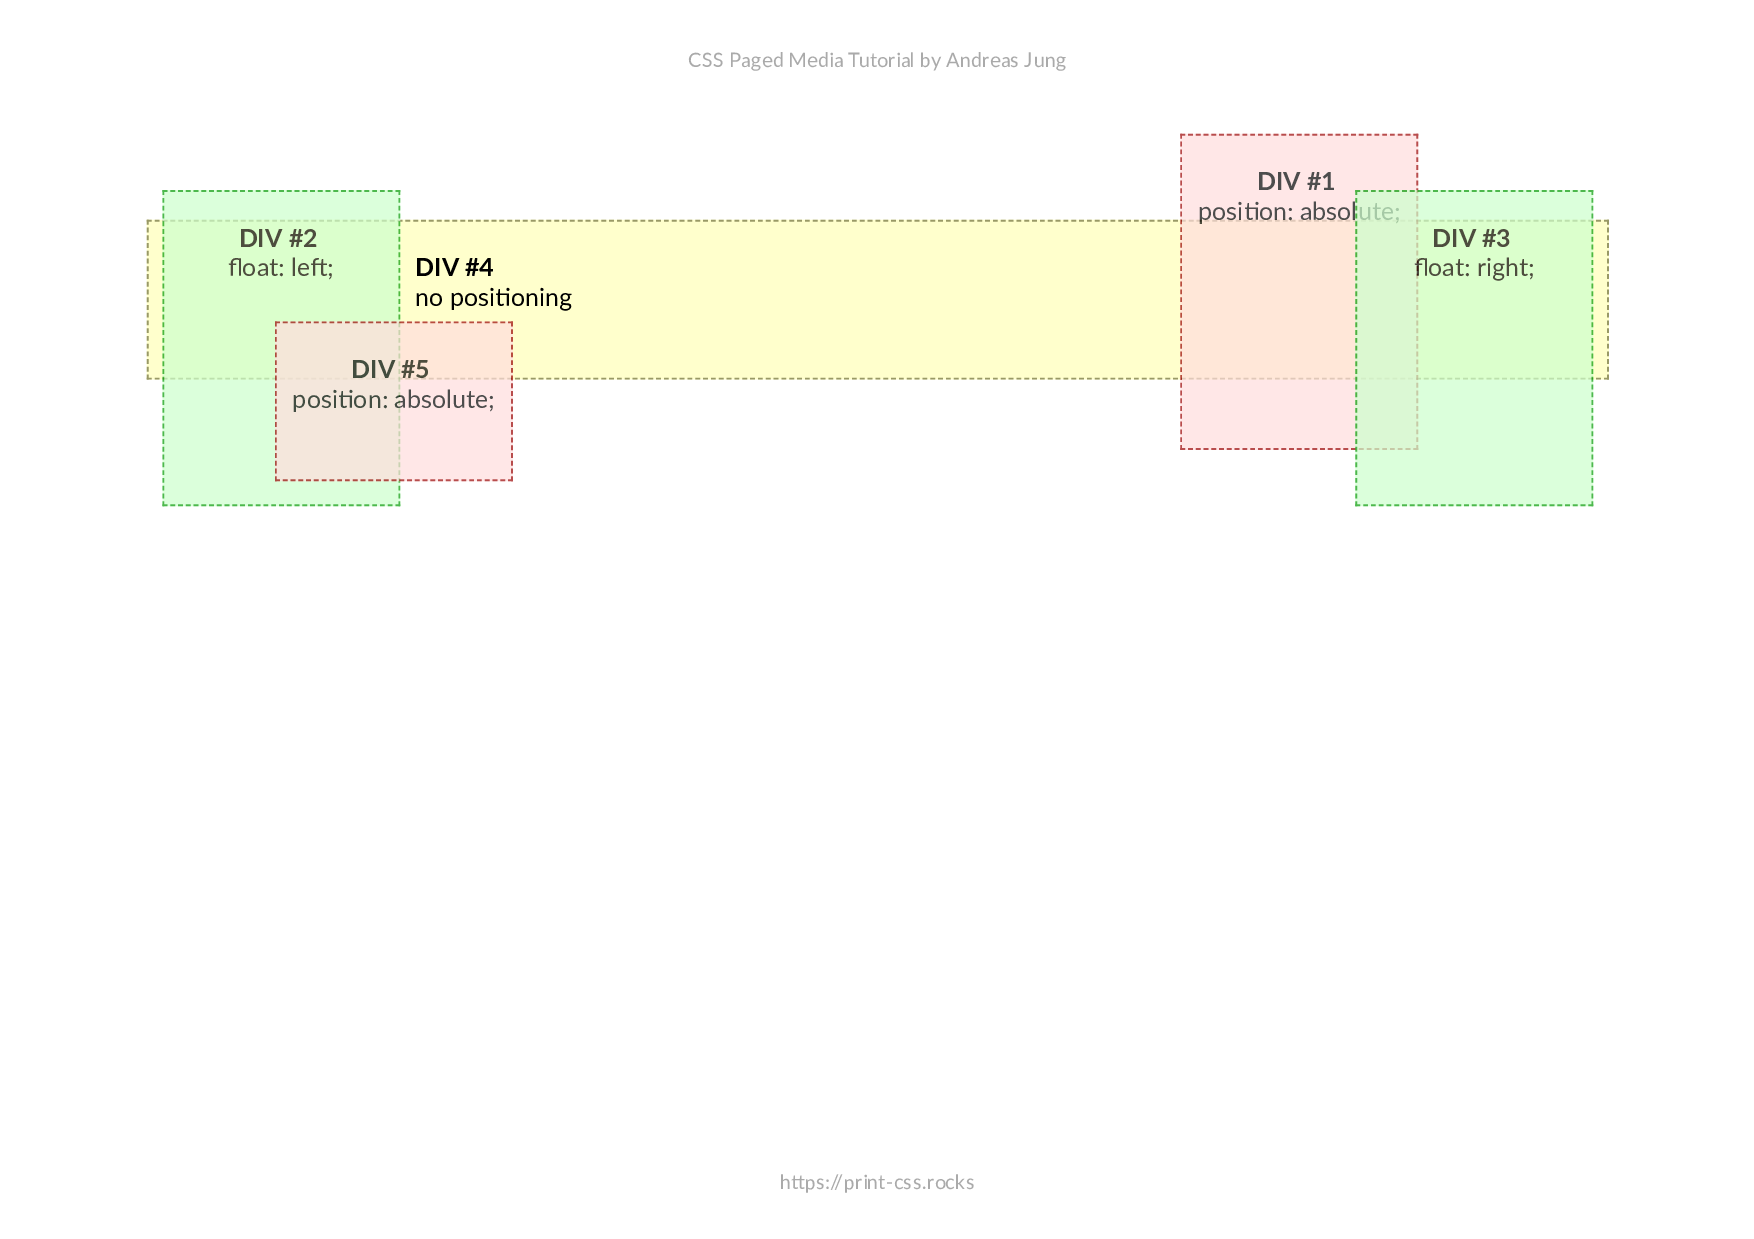 CSS Paged Media Tutorial by Andreas Jung
DIV #1
position: absolute;
DIV #2
float: left;
DIV #3
float: right;
DIV #4
no positioning
DIV #5
position: absolute;
https://print-css.rocks